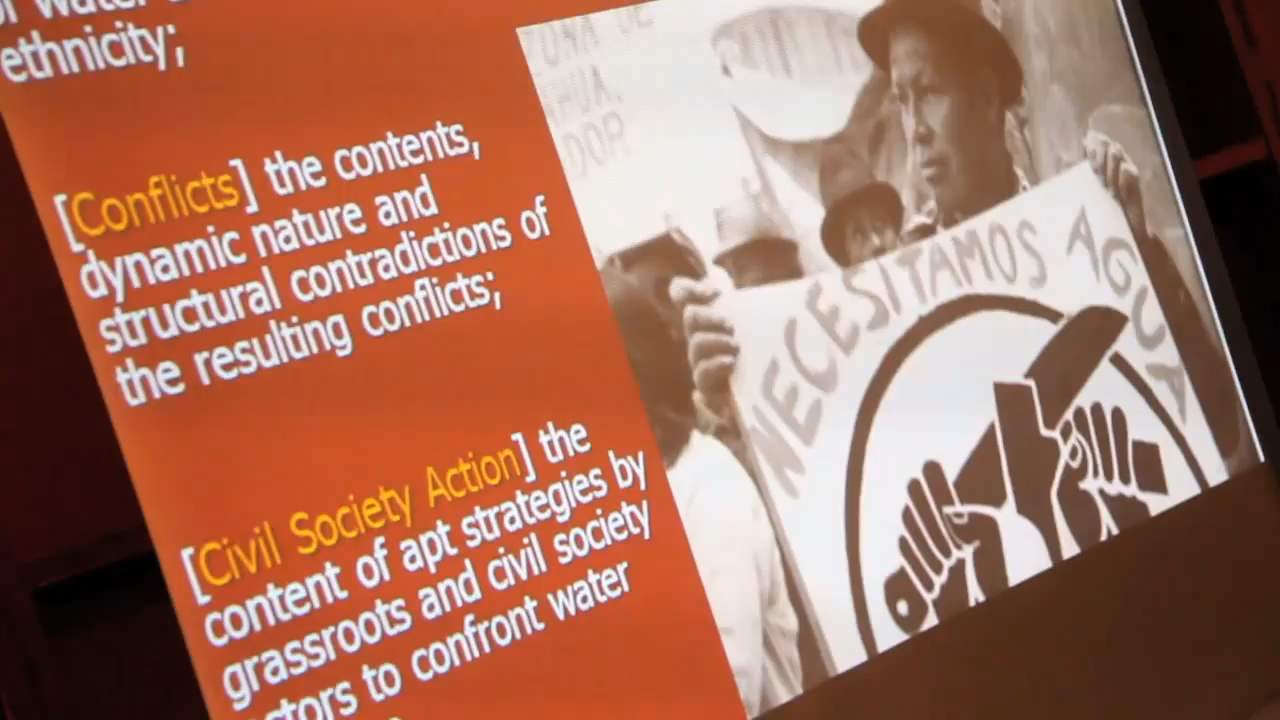 ethnicity;
[Conflicts] the contents,
dynamic nature and
structural contradictions of
the resulting conflicts;
[Civil Society Action] the
content of apt strategies by
grassroots and civil society
ctors to confront water
NECESITAMOS AGUA